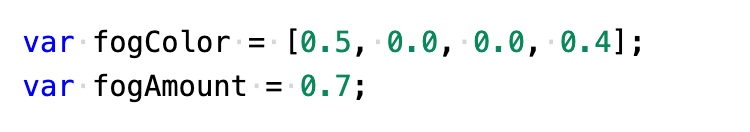 var fogColor = [0.5, 0.0, 0.0, 0.4];
var fogAmount = 0.7;